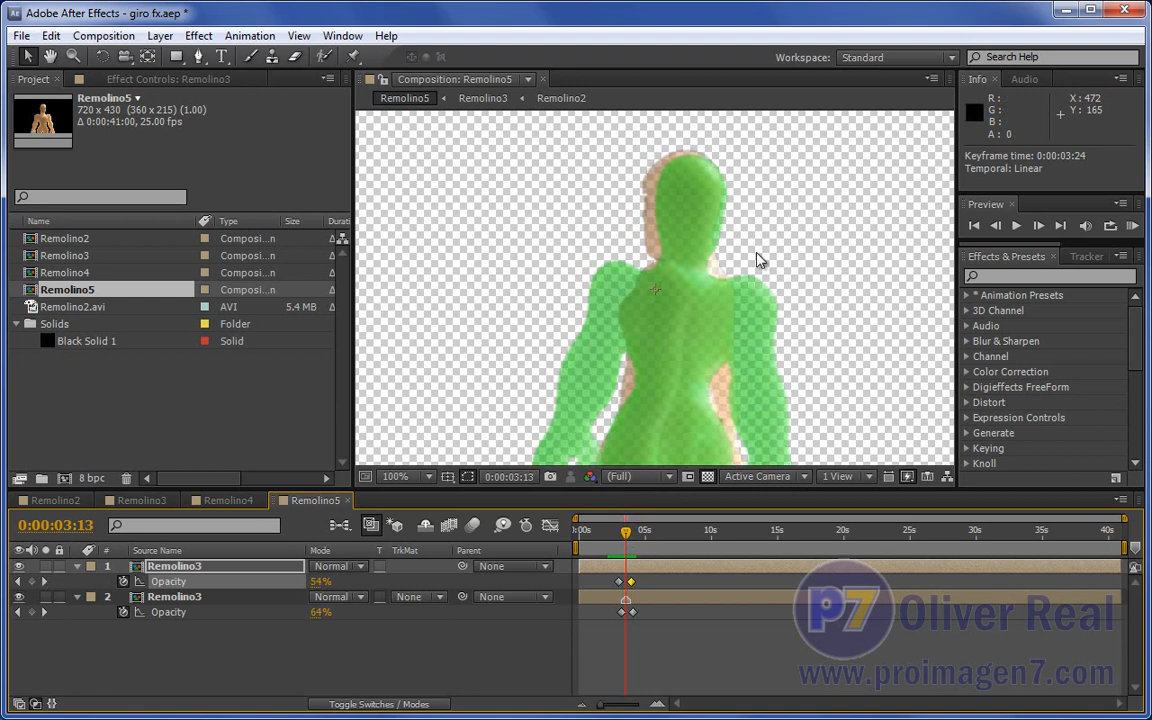 Adobe After Effects - giro fx.aep *
File Edit Composition Layer Effect Animation View Window Help
Workspace: Standard Search Help
Project Effect Controls: Remolino3
Composition: Remolino5
Info Audio
Remolino5
720 x 430 (360 x 215) (1.00)
Δ 0:00:41:00, 25.00 fps
Remolino5 Remolino3 Remolino2
R: X: 472
G: Y: 165
B:
A: 0
Keyframe time: 0:00:03:24
Temporal: Linear
Preview
Name Type Size Durati
Remolino2 Composi...n
Remolino3 Composi...n
Remolino4 Composi...n
Remolino5 Composi...n
Remolino2.avi AVI 5.4 MB
Solids Folder
Black Solid 1 Solid
Effects & Presets Tracker
* Animation Presets
3D Channel
Audio
Blur & Sharpen
Channel
Color Correction
Digieffects FreeForm
Distort
Expression Controls
Generate
Keying
Knoll
8 bpc
100% 0:00:03:13 (Full) Active Camera 1 View
Remolino2 Remolino3 Remolino4 Remolino5
0:00:03:13
:00s 05s 10s 15s 20s 25s 30s 35s 40s
# Source Name Mode T TrkMat Parent
1 Remolino3 Normal None
Opacity 54%
2 Remolino3 Normal None None
Opacity 64%
p7 Oliver Real
www.proimagen7.com
Toggle Switches / Modes